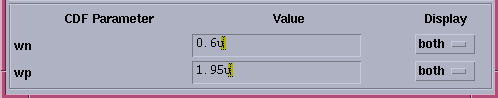 CDF Parameter Value Display
wn 0.6u both
wp 1.95u both